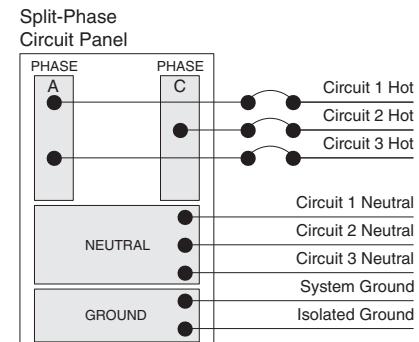 Split-Phase
Circuit Panel
PHASE PHASE
A C
Circuit 1 Hot
Circuit 2 Hot
Circuit 3 Hot
Circuit 1 Neutral
NEUTRAL Circuit 2 Neutral
Circuit 3 Neutral
System Ground
GROUND Isolated Ground